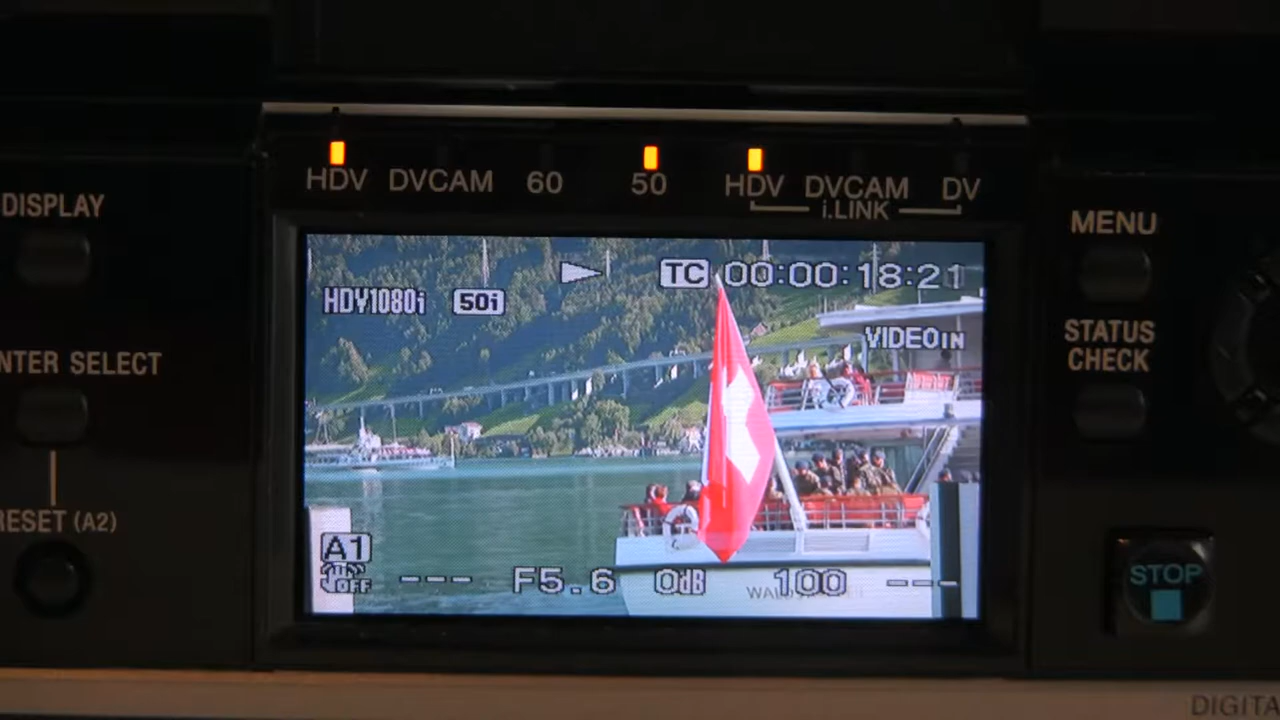 HDV DVCAM 60 50 HDV DVCAM DV
i.LINK
DISPLAY
MENU
TC 00:00:18:21
HDV1080i 50i
VIDEO IN
STATUS
CHECK
NTER SELECT
RESET (A2)
A1
OFF --- F5.6 0dB 100 ---
STOP
DIGITA